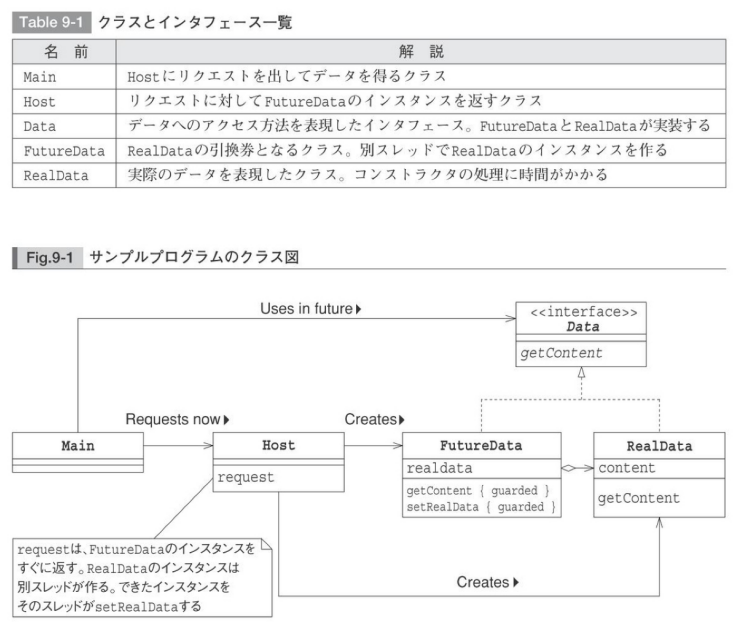 Table 9-1 クラスとインタフェース一覧
名 前 解 説
Main Hostにリクエストを出してデータを得るクラス
Host リクエストに対してFutureDataのインスタンスを返すクラス
Data データへのアクセス方法を表現したインタフェース。FutureDataとRealDataが実装する
FutureData RealDataの引換券となるクラス。別スレッドでRealDataのインスタンスを作る
RealData 実際のデータを表現したクラス。コンストラクタの処理に時間がかかる
Fig.9-1 サンプルプログラムのクラス図
Uses in future
<<interface>>
Data
getContent
Requests now
Creates
Main
Host
request
FutureData
realdata
getContent { guarded }
setRealData { guarded }
RealData
content
getContent
requestは、FutureDataのインスタンスを
すぐに返す。RealDataのインスタンスは
別スレッドが作る。できたインスタンスを
そのスレッドがsetRealDataする
Creates